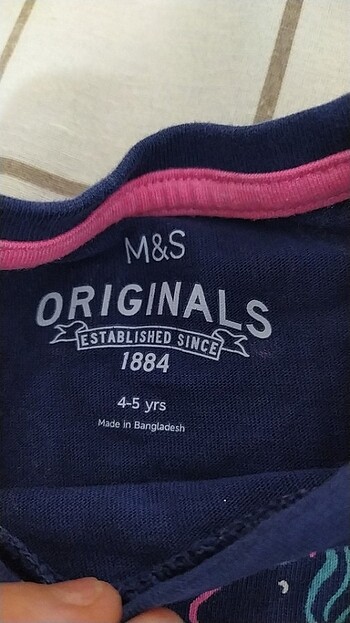 M&S
ORIGINALS
ESTABLISHED SINCE
1884
4-5 yrs
Made in Bangladesh